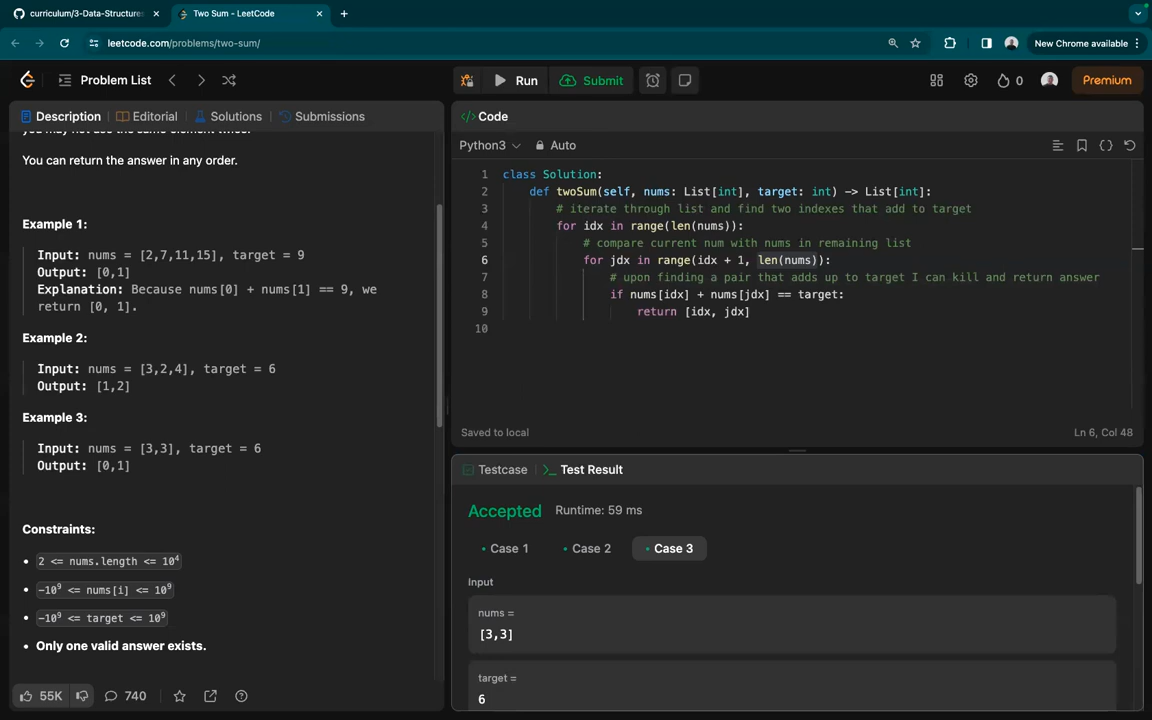 curriculum/3-Data-Structures
Two Sum - LeetCode
leetcode.com/problems/two-sum/
New Chrome available
Problem List
Run
Submit
0
Premium
Description
Editorial
Solutions
Submissions
you may not use the same element twice.
You can return the answer in any order.
Example 1:
Input: nums = [2,7,11,15], target = 9
Output: [0,1]
Explanation: Because nums[0] + nums[1] == 9, we
return [0, 1].
Example 2:
Input: nums = [3,2,4], target = 6
Output: [1,2]
Example 3:
Input: nums = [3,3], target = 6
Output: [0,1]
Constraints:
• 2 <= nums.length <= 10⁴
• -10⁹ <= nums[i] <= 10⁹
• -10⁹ <= target <= 10⁹
• Only one valid answer exists.
55K
740
</> Code
Python3
Auto
1 class Solution:
2 def twoSum(self, nums: List[int], target: int) -> List[int]:
3 # iterate through list and find two indexes that add to target
4 for idx in range(len(nums)):
5 # compare current num with nums in remaining list
6 for jdx in range(idx + 1, len(nums)):
7 # upon finding a pair that adds up to target I can kill and return answer
8 if nums[idx] + nums[jdx] == target:
9 return [idx, jdx]
10
Saved to local
Ln 6, Col 48
Testcase
>_ Test Result
Accepted
Runtime: 59 ms
• Case 1
• Case 2
• Case 3
Input
nums =
[3,3]
target =
6